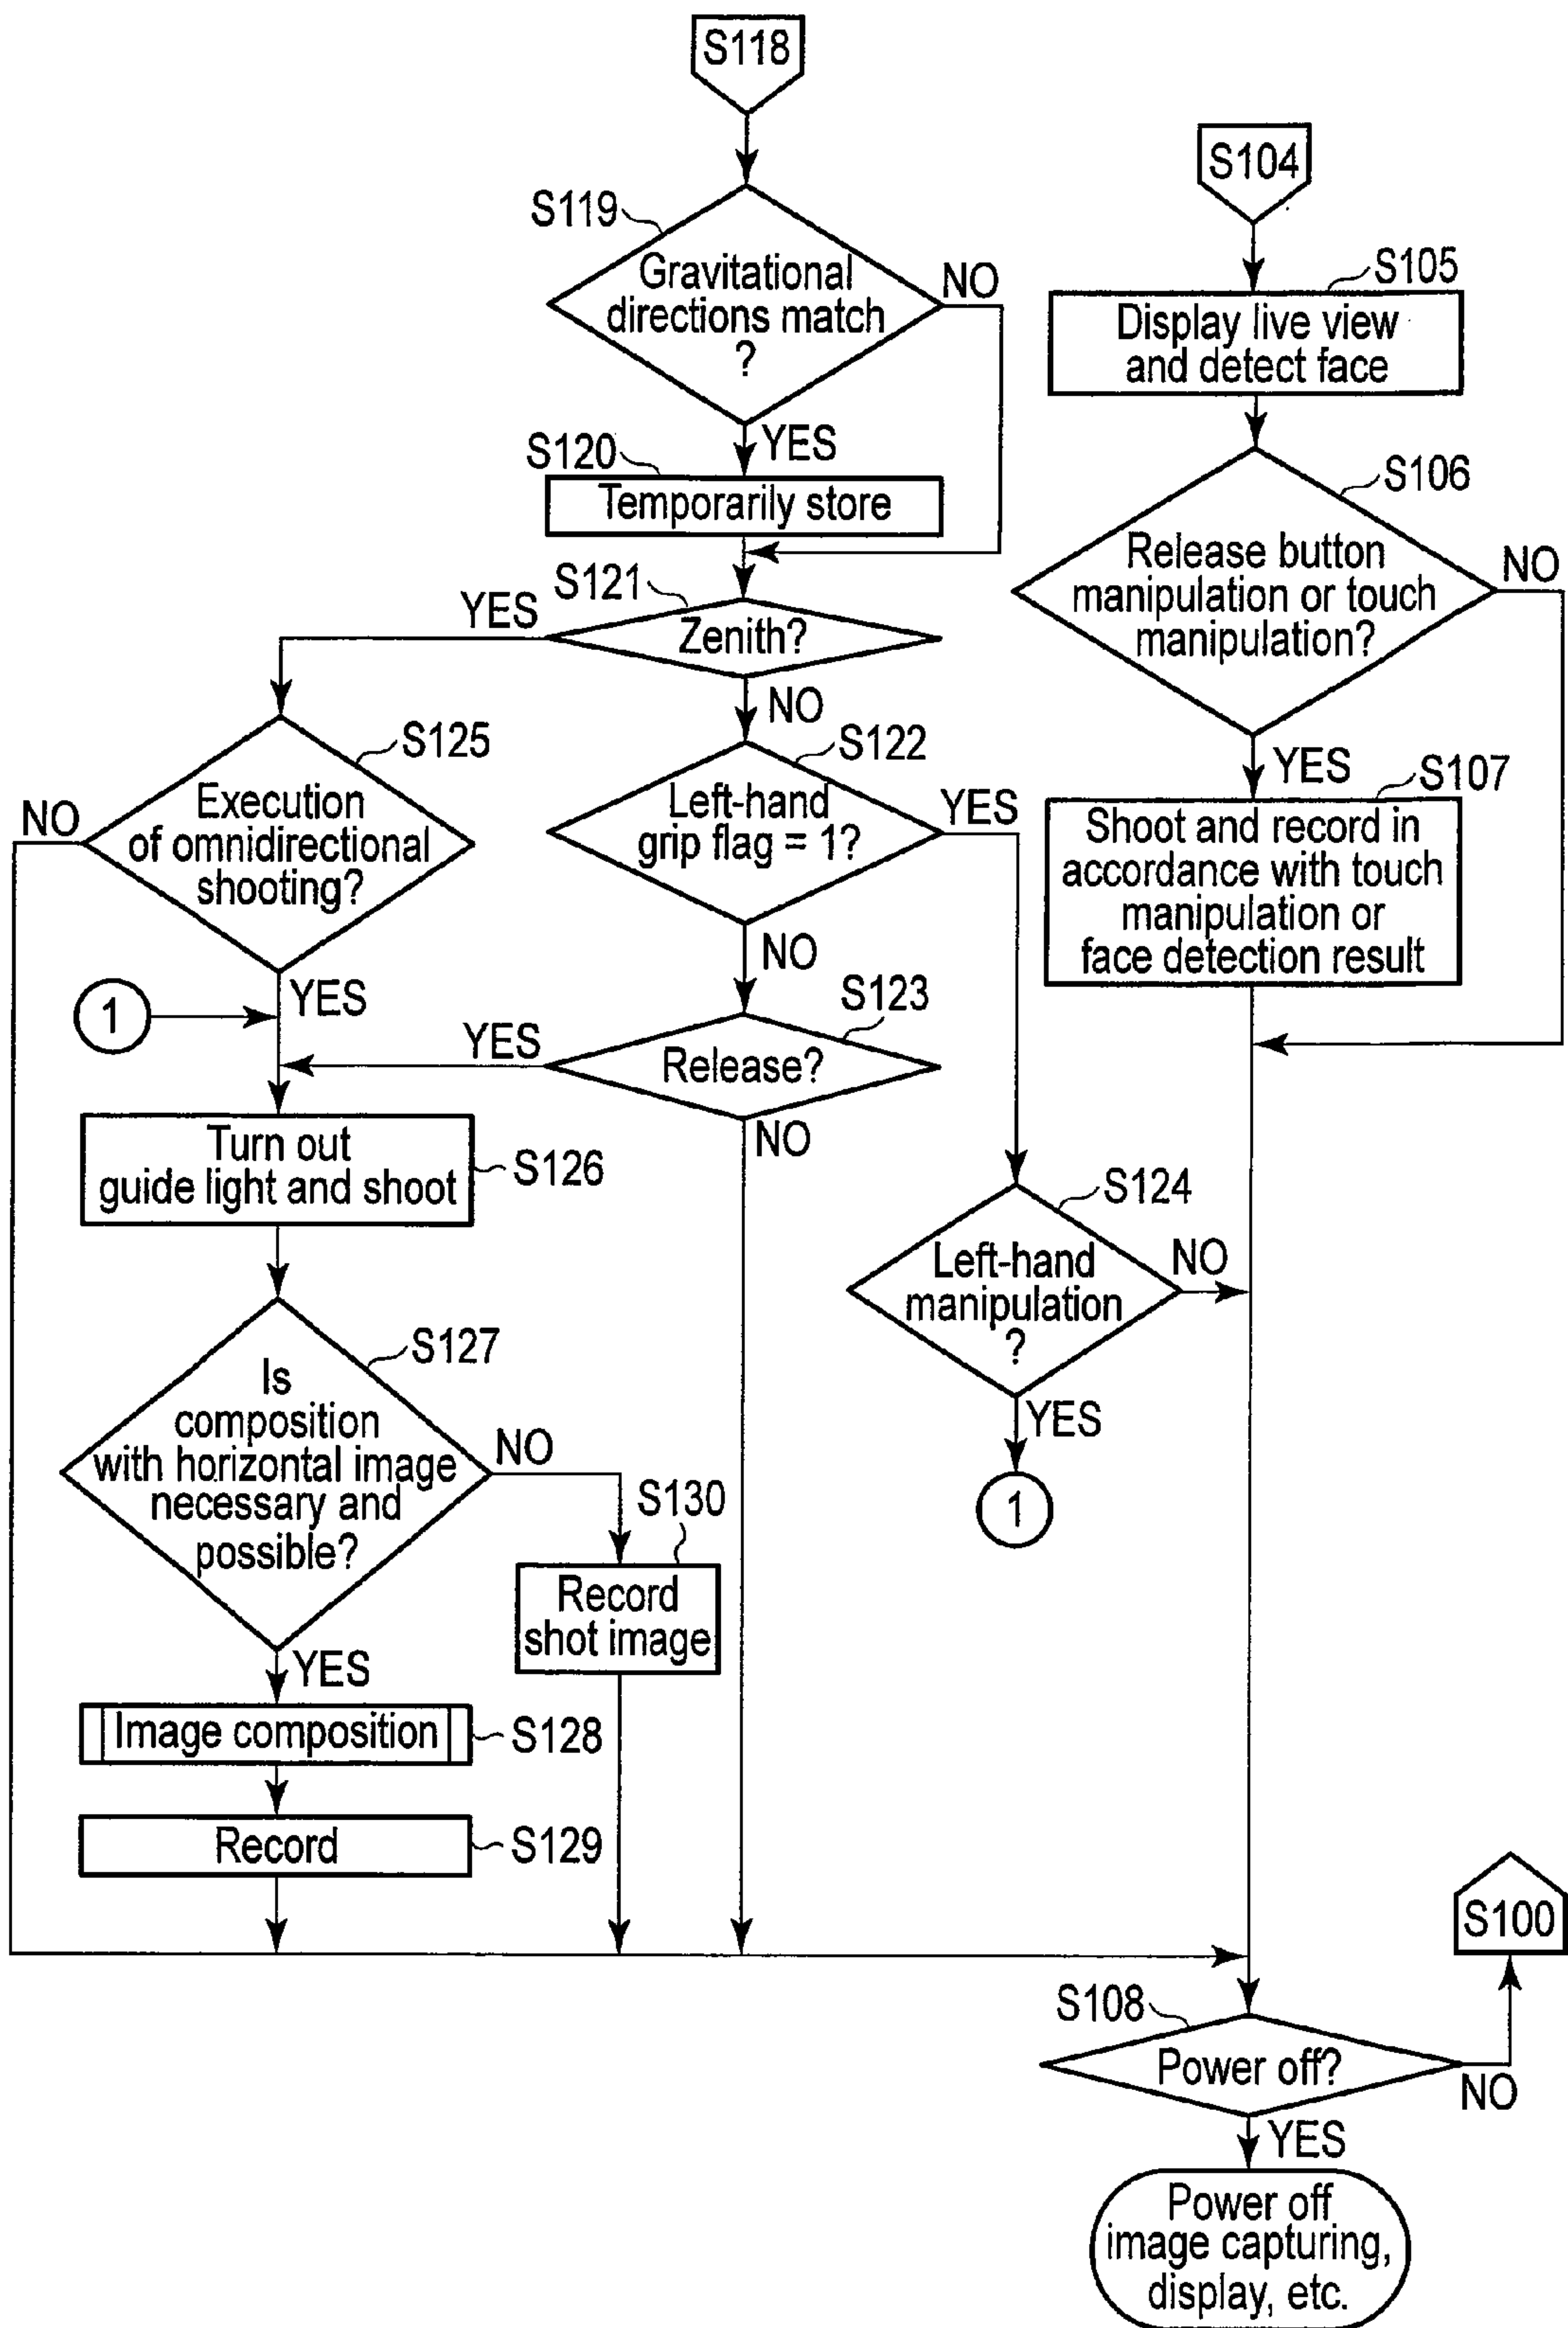 S118
S104
S119
Gravitational
directions match
?
NO
S105
Display live view
and detect face
YES
S120
Temporarily store
S106
Release button
manipulation or touch
manipulation?
NO
S121
YES
Zenith?
NO
S125
Execution
of omnidirectional
shooting?
NO
YES
S122
Left-hand
grip flag = 1?
YES
NO
YES
S107
Shoot and record in
accordance with touch
manipulation or
face detection result
1
S123
YES
Release?
NO
Turn out
guide light and shoot
S126
S124
Left-hand
manipulation
?
NO
YES
1
S127
Is
composition
with horizontal image
necessary and
possible?
NO
S130
Record
shot image
YES
Image composition
S128
Record
S129
S100
S108
Power off?
NO
YES
Power off
image capturing,
display, etc.